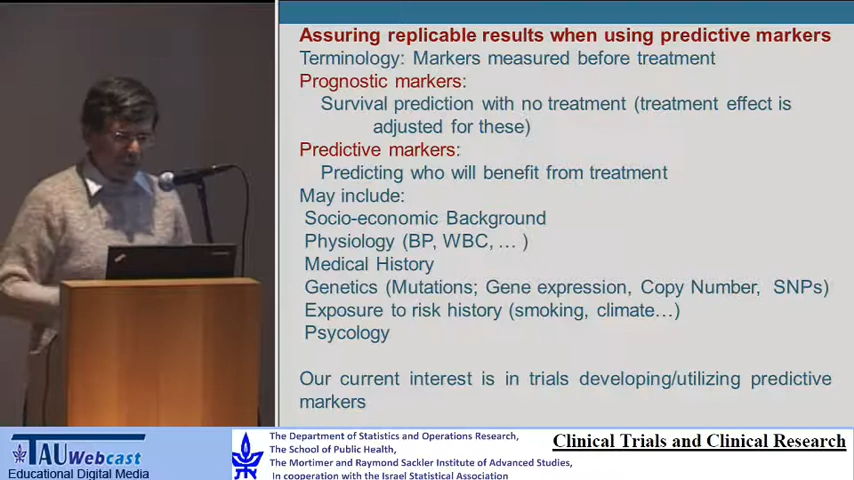 Assuring replicable results when using predictive markers
Terminology: Markers measured before treatment
Prognostic markers:
Survival prediction with no treatment (treatment effect is
adjusted for these)
Predictive markers:
Predicting who will benefit from treatment
May include:
Socio-economic Background
Physiology (BP, WBC, … )
Medical History
Genetics (Mutations; Gene expression, Copy Number, SNPs)
Exposure to risk history (smoking, climate…)
Psycology
Our current interest is in trials developing/utilizing predictive
markers
TAU Webcast
Educational Digital Media
The Department of Statistics and Operations Research,
The School of Public Health,
The Mortimer and Raymond Sackler Institute of Advanced Studies,
In cooperation with the Israel Statistical Association
Clinical Trials and Clinical Research